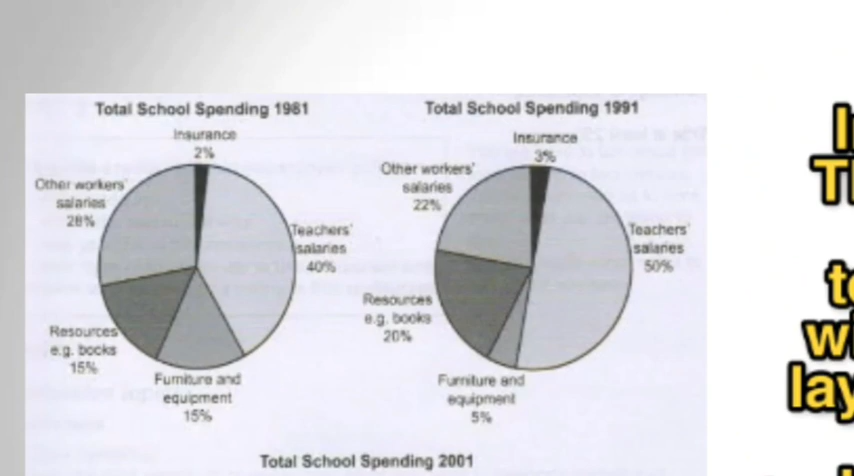 Total School Spending 1981
Insurance
2%
Other workers'
salaries
28%
Teachers'
salaries
40%
Resources
e.g. books
15%
Furniture and
equipment
15%
Total School Spending 1991
Insurance
3%
Other workers'
salaries
22%
Teachers'
salaries
50%
Resources
e.g. books
20%
Furniture and
equipment
5%
Total School Spending 2001